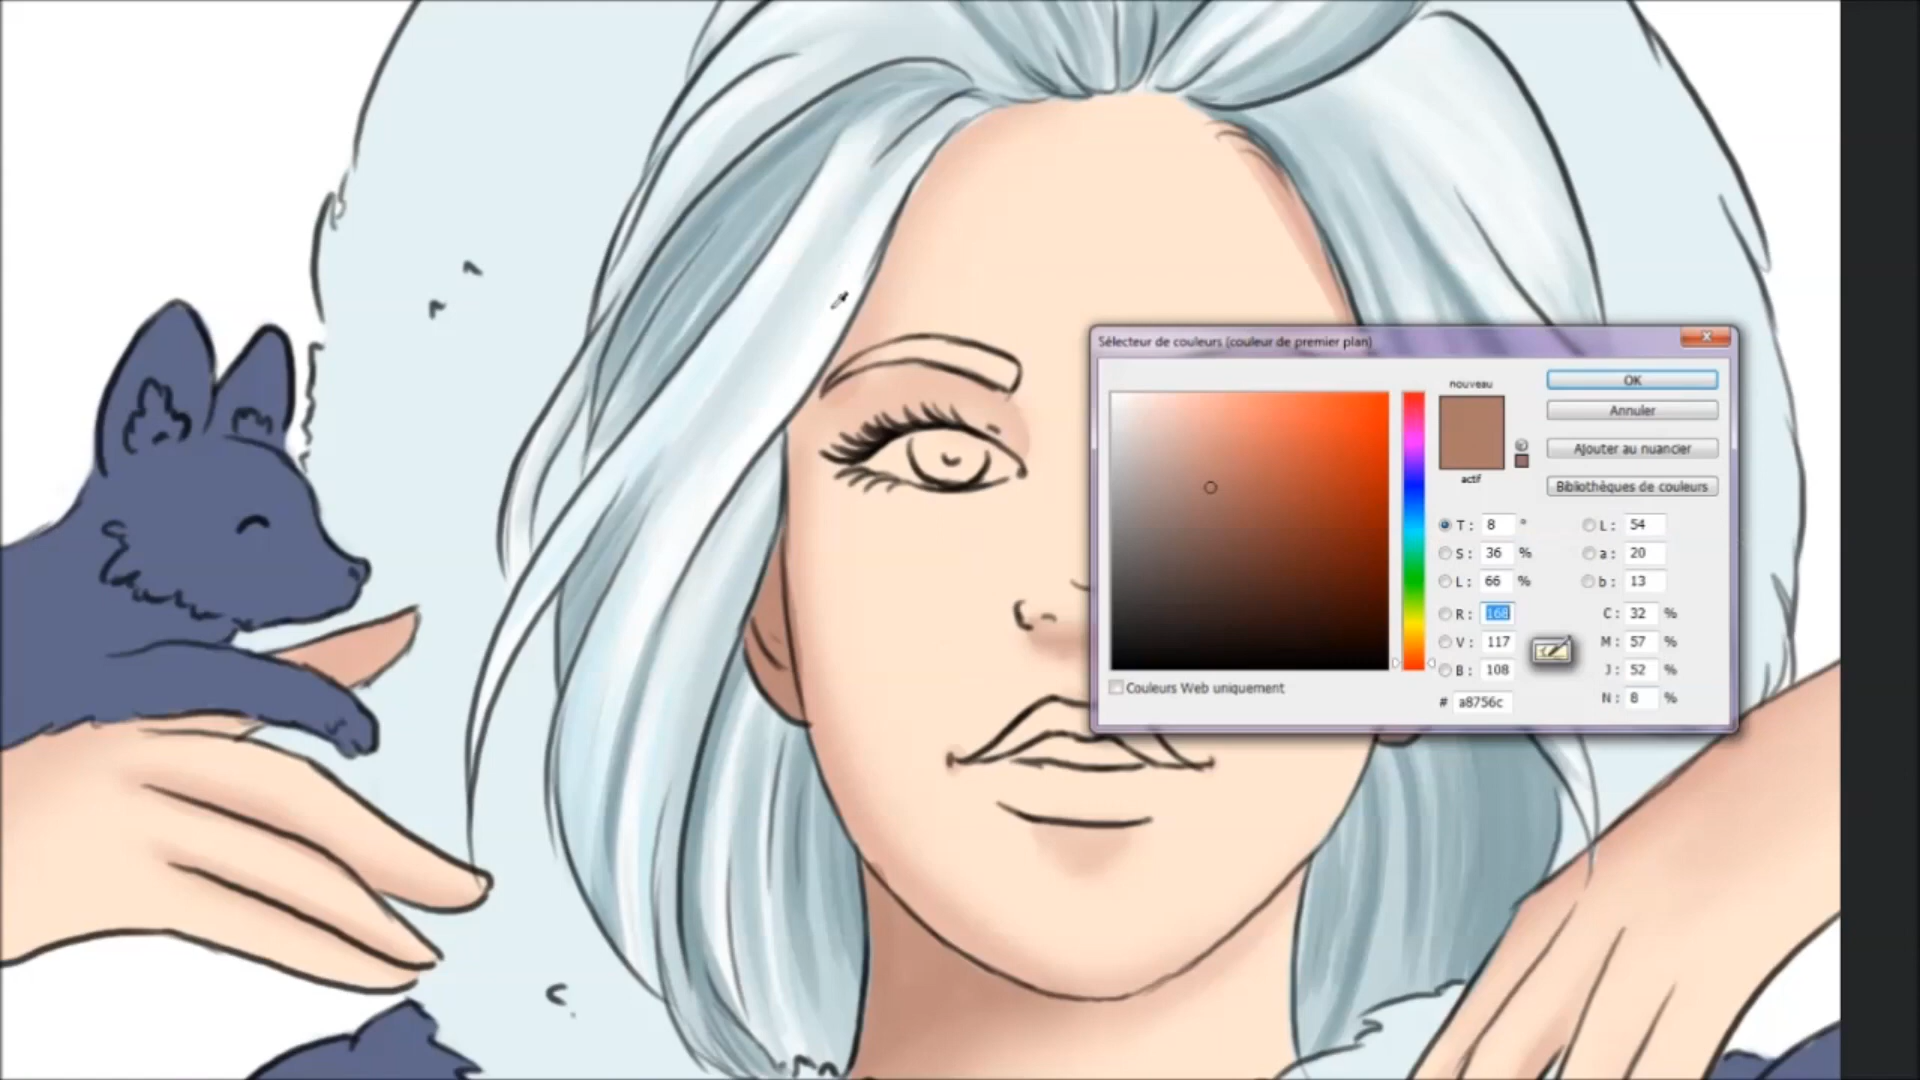 Sélecteur de couleurs (couleur de premier plan)
nouveau
actif
OK
Annuler
Ajouter au nuancier
Bibliothèques de couleurs
T : 8 °
S : 36 %
L : 66 %
R : 168
V : 117
B : 108
# a8756c
L : 54
a : 20
b : 13
C : 32 %
M : 57 %
J : 52 %
N : 8 %
Couleurs Web uniquement